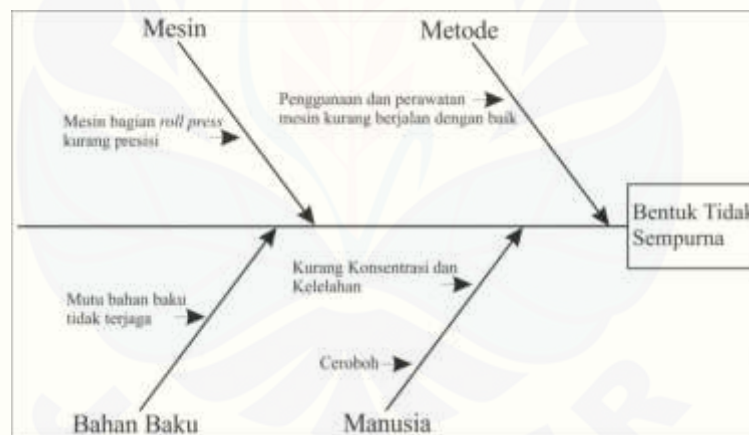 Mesin
Metode
Mesin bagian roll press
kurang presisi
Penggunaan dan perawatan
mesin kurang berjalan dengan baik
Bentuk Tidak
Sempurna
Kurang Konsentrasi dan
Kelelahan
Mutu bahan baku
tidak terjaga
Ceroboh
Bahan Baku
Manusia